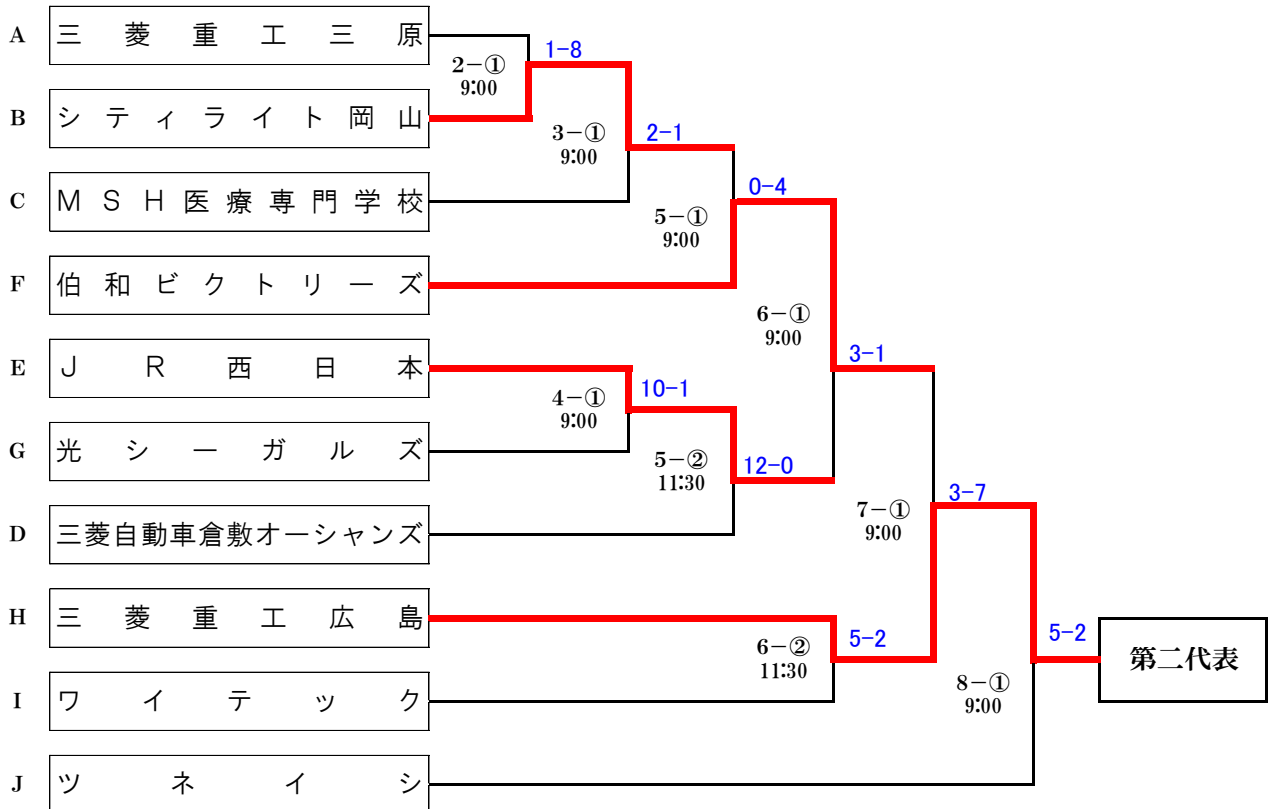 A 三菱重工三原
2-① 1-8
9:00
B シティライト岡山
3-① 2-1
9:00
C MSH医療専門学校
0-4
5-①
9:00
F 伯和ビクトリーズ
6-①
9:00
E JR西日本
3-1
4-① 10-1
9:00
G 光シーガルズ
5-② 12-0
11:30
7-① 3-7
9:00
D 三菱自動車倉敷オーシャンズ
H 三菱重工広島
6-② 5-2
11:30
5-2 第二代表
8-①
9:00
I ワイテック
J ツネイシ